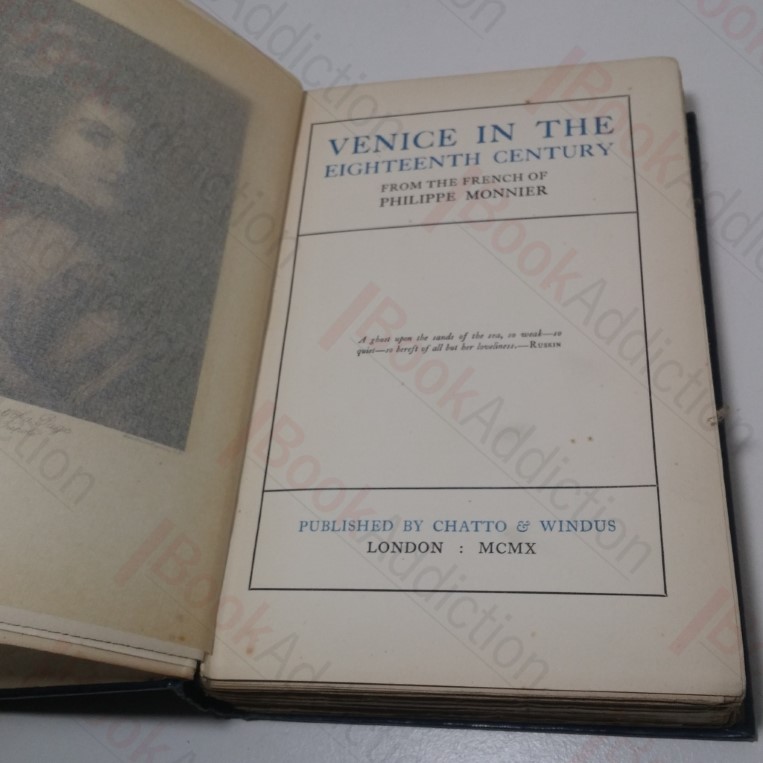 VENICE IN THE
EIGHTEENTH CENTURY
FROM THE FRENCH OF
PHILIPPE MONNIER
A ghost upon the sands of the sea, so weak—so
quiet—so bereft of all but her loveliness.—RUSKIN
PUBLISHED BY CHATTO & WINDUS
LONDON : MCMX
BookAddiction